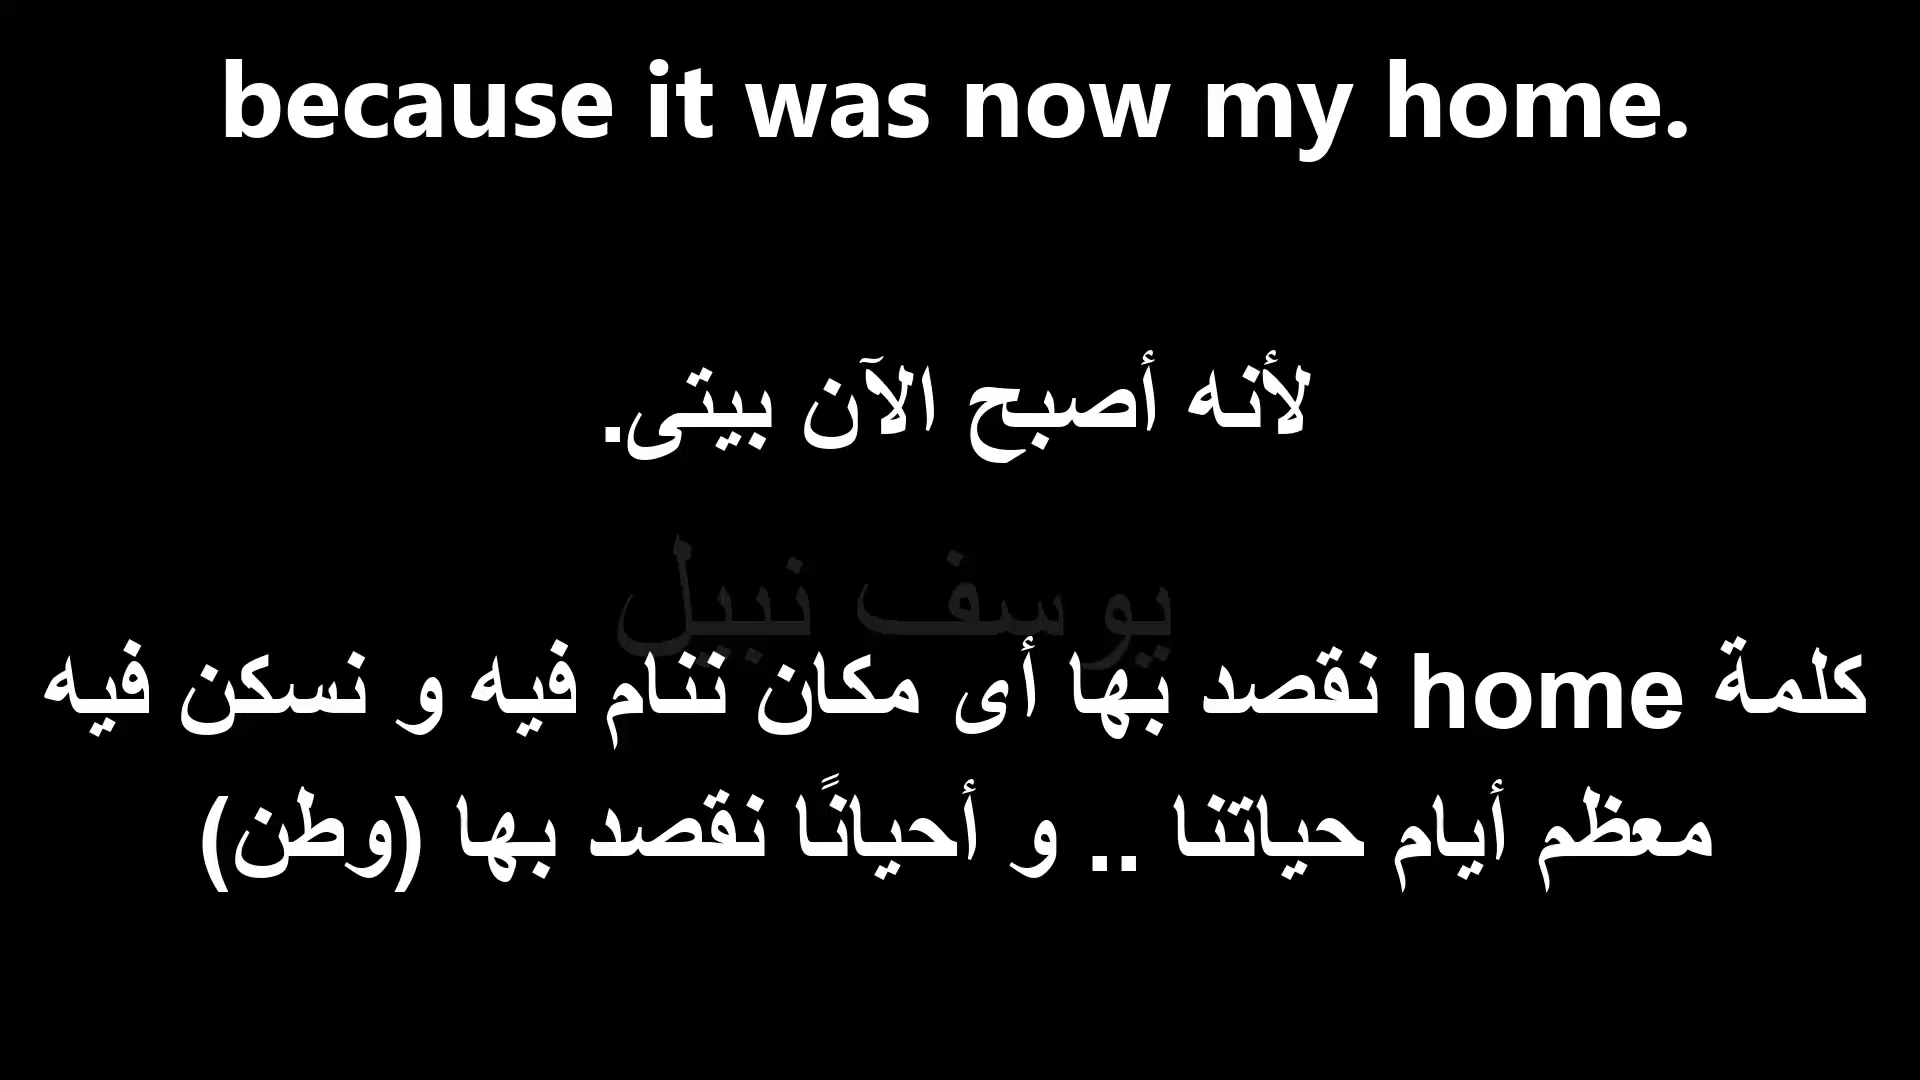 because it was now my home.
لأنه أصبح الآن بيتى.
يوسف نبيل
كلمة home نقصد بها أى مكان ننام فيه و نسكن فيه
معظم أيام حياتنا .. و أحيانًا نقصد بها (وطن)